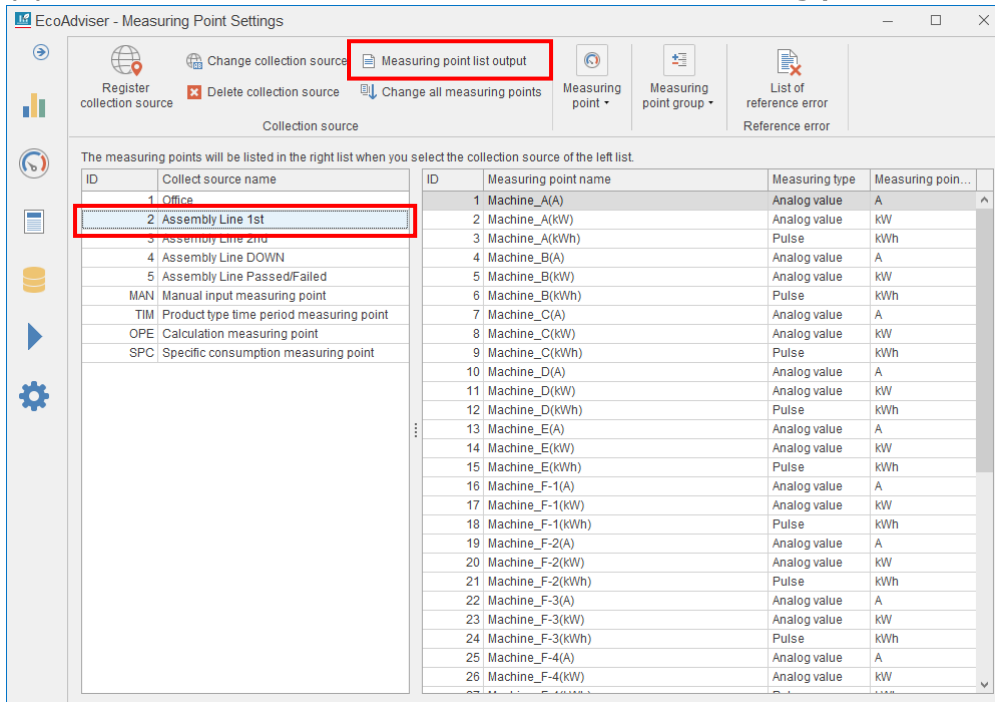 EcoAdviser - Measuring Point Settings
Register collection source
Change collection source
Delete collection source
Measuring point list output
Change all measuring points
Collection source
Measuring point
Measuring point group
List of reference error
Reference error
The measuring points will be listed in the right list when you select the collection source of the left list.
ID Collect source name
1 Office
2 Assembly Line 1st
3 Assembly Line 2nd
4 Assembly Line DOWN
5 Assembly Line Passed/Failed
MAN Manual input measuring point
TIM Product type time period measuring point
OPE Calculation measuring point
SPC Specific consumption measuring point
ID Measuring point name Measuring type Measuring poin...
1 Machine_A(A) Analog value A
2 Machine_A(kW) Analog value kW
3 Machine_A(kWh) Pulse kWh
4 Machine_B(A) Analog value A
5 Machine_B(kW) Analog value kW
6 Machine_B(kWh) Pulse kWh
7 Machine_C(A) Analog value A
8 Machine_C(kW) Analog value kW
9 Machine_C(kWh) Pulse kWh
10 Machine_D(A) Analog value A
11 Machine_D(kW) Analog value kW
12 Machine_D(kWh) Pulse kWh
13 Machine_E(A) Analog value A
14 Machine_E(kW) Analog value kW
15 Machine_E(kWh) Pulse kWh
16 Machine_F-1(A) Analog value A
17 Machine_F-1(kW) Analog value kW
18 Machine_F-1(kWh) Pulse kWh
19 Machine_F-2(A) Analog value A
20 Machine_F-2(kW) Analog value kW
21 Machine_F-2(kWh) Pulse kWh
22 Machine_F-3(A) Analog value A
23 Machine_F-3(kW) Analog value kW
24 Machine_F-3(kWh) Pulse kWh
25 Machine_F-4(A) Analog value A
26 Machine_F-4(kW) Analog value kW